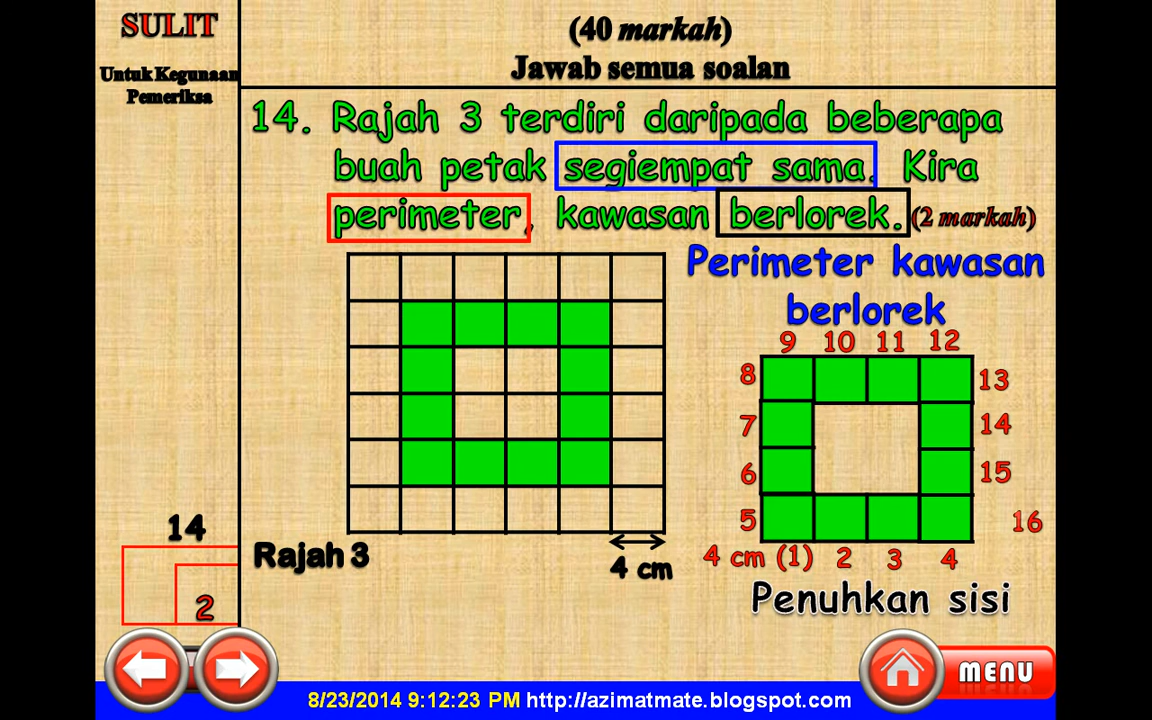 SULIT
Untuk Kegunaan
Pemeriksa
(40 markah)
Jawab semua soalan
14. Rajah 3 terdiri daripada beberapa
buah petak segiempat sama. Kira
perimeter, kawasan berlorek. (2 markah)
Perimeter kawasan
berlorek
9 10 11 12
8 13
7 14
6 15
5 16
4 cm (1) 2 3 4
Penuhkan sisi
Rajah 3
4 cm
14
2
MENU
8/23/2014 9:12:23 PM http://azimatmate.blogspot.com